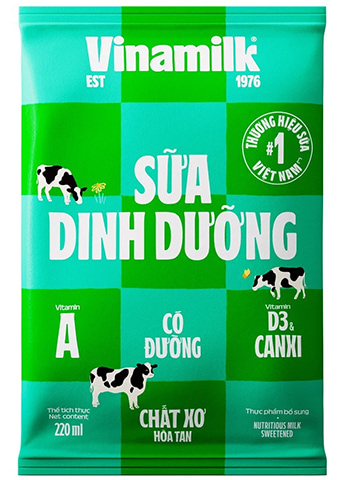 Vinamilk®
EST 1976
THƯƠNG HIỆU SỮA
#1
VIỆT NAM
SỮA
DINH DƯỠNG
Vitamin
A
CÓ
ĐƯỜNG
Vitamin
D3&
CANXI
Thể tích thực
Net content
220 ml
CHẤT XƠ
HÒA TAN
Thực phẩm bổ sung
NUTRITIOUS MILK
SWEETENED